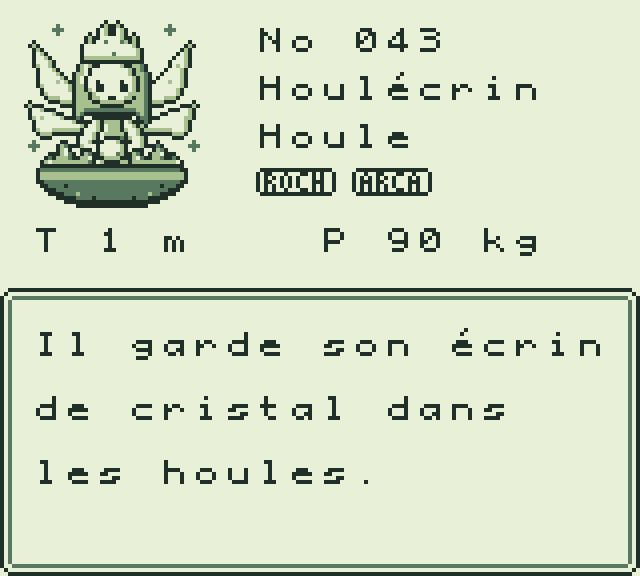 No 043
Houlécrin
Houle
ROCH ARCA
T 1 m P 90 kg
Il garde son écrin
de cristal dans
les houles.